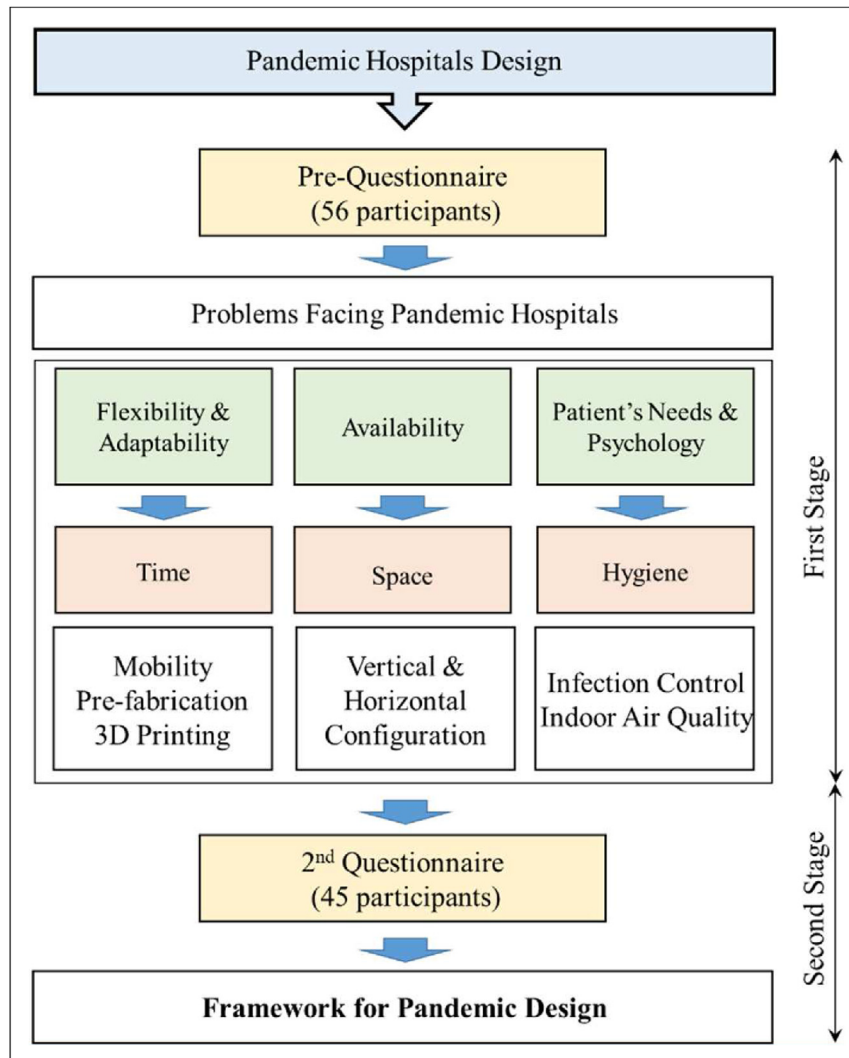 Pandemic Hospitals Design
Pre-Questionnaire
(56 participants)
Problems Facing Pandemic Hospitals
Flexibility &
Adaptability
Availability
Patient's Needs &
Psychology
Time
Space
Hygiene
Mobility
Pre-fabrication
3D Printing
Vertical &
Horizontal
Configuration
Infection Control
Indoor Air Quality
First Stage
2nd Questionnaire
(45 participants)
Framework for Pandemic Design
Second Stage